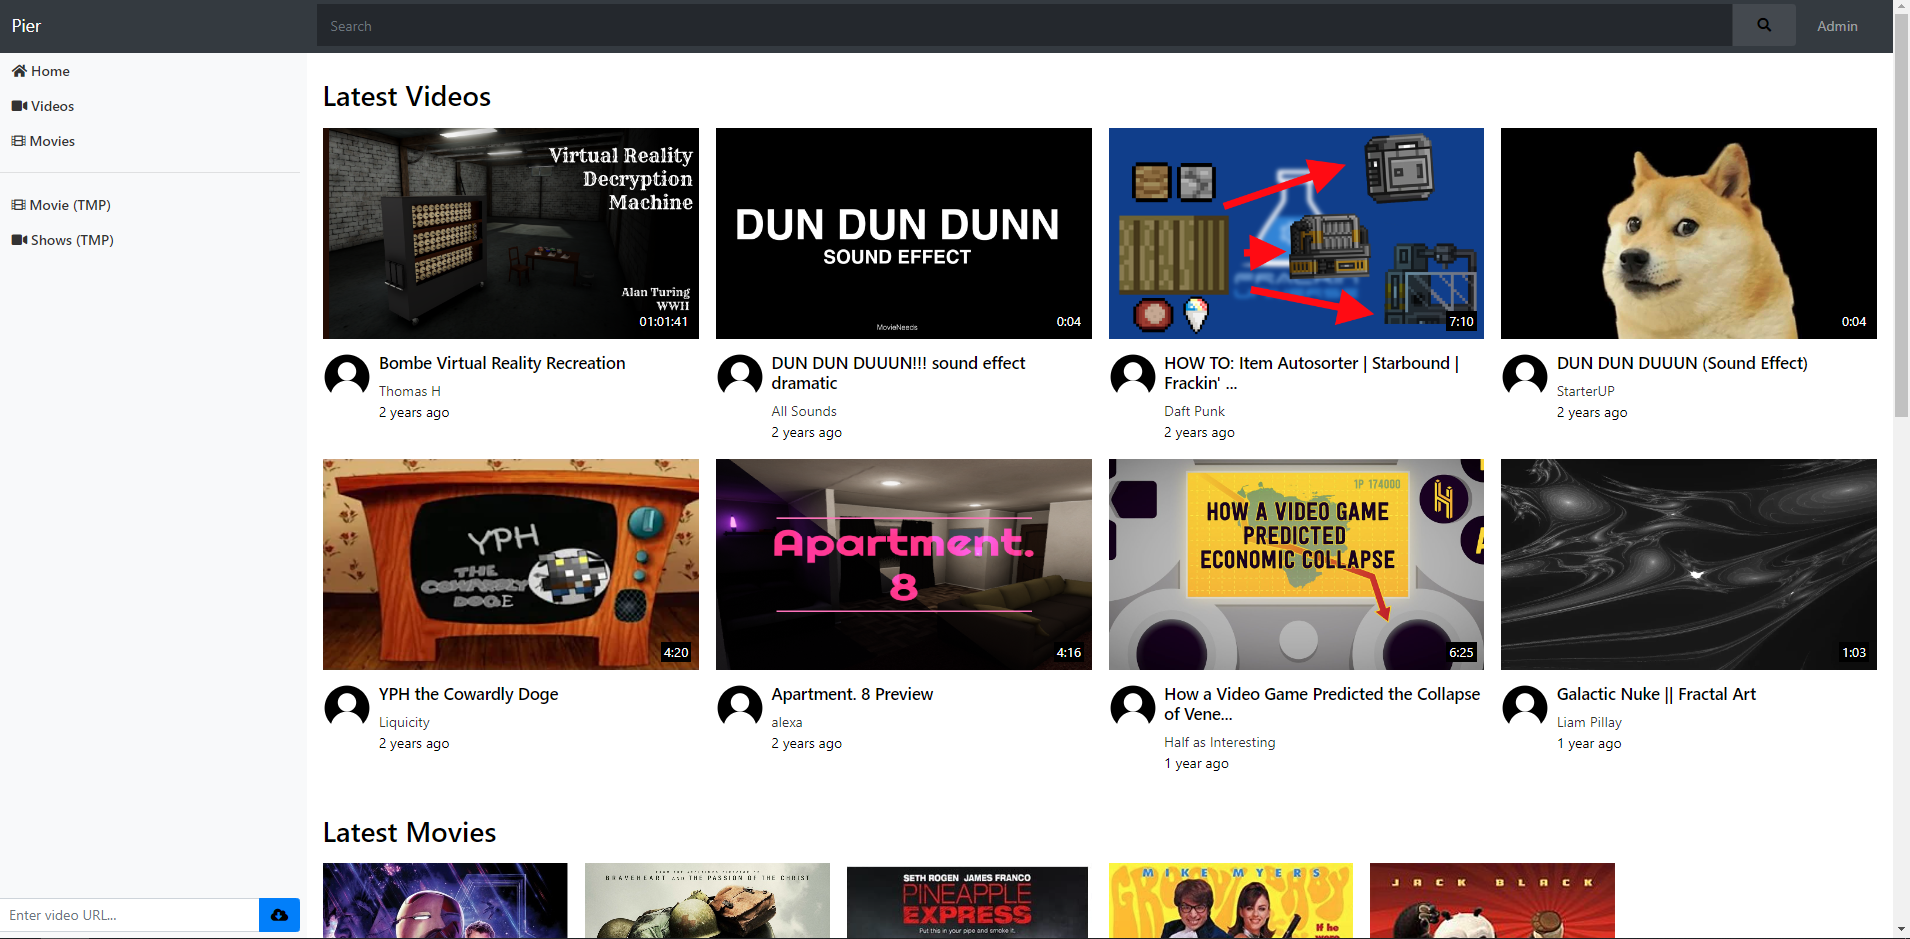 Pier
Search
Admin
Home
Videos
Movies
Movie (TMP)
Shows (TMP)
Enter video URL...
Latest Videos
Virtual Reality
Decryption
Machine
Alan Turing
WWII
01:01:41
Bombe Virtual Reality Recreation
Thomas H
2 years ago
DUN DUN DUNN
SOUND EFFECT
MovieNeeds
0:04
DUN DUN DUUUN!!! sound effect
dramatic
All Sounds
2 years ago
7:10
HOW TO: Item Autosorter | Starbound |
Frackin' ...
Daft Punk
2 years ago
0:04
DUN DUN DUUUN (Sound Effect)
StarterUP
2 years ago
YPH
THE
COWARDLY
DOGE
4:20
YPH the Cowardly Doge
Liquicity
2 years ago
Apartment.
8
4:16
Apartment. 8 Preview
alexa
2 years ago
1P 174000
HOW A VIDEO GAME
PREDICTED
ECONOMIC COLLAPSE
6:25
How a Video Game Predicted the Collapse
of Vene...
Half as Interesting
1 year ago
1:03
Galactic Nuke || Fractal Art
Liam Pillay
1 year ago
Latest Movies
BRAVEHEART AND THE PASSION OF THE CHRIST
SETH ROGEN JAMES FRANCO
PINEAPPLE
EXPRESS
Put this in your pipe and smoke it.
MIKE MYERS
If he
JACK BLACK